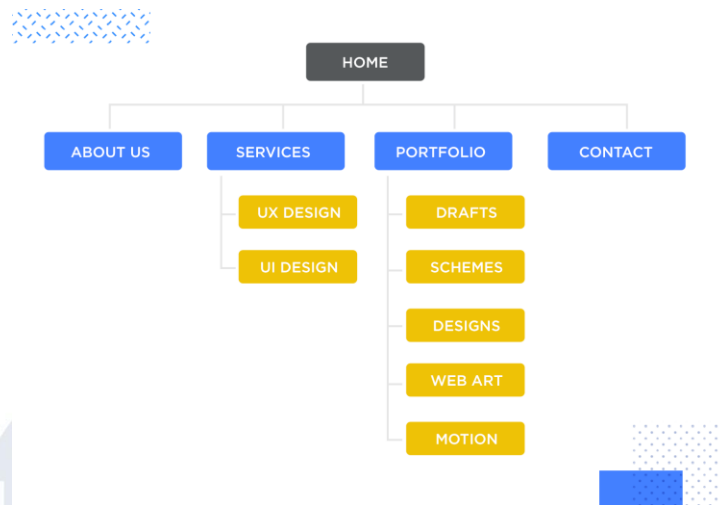 HOME
ABOUT US
SERVICES
PORTFOLIO
CONTACT
UX DESIGN
UI DESIGN
DRAFTS
SCHEMES
DESIGNS
WEB ART
MOTION